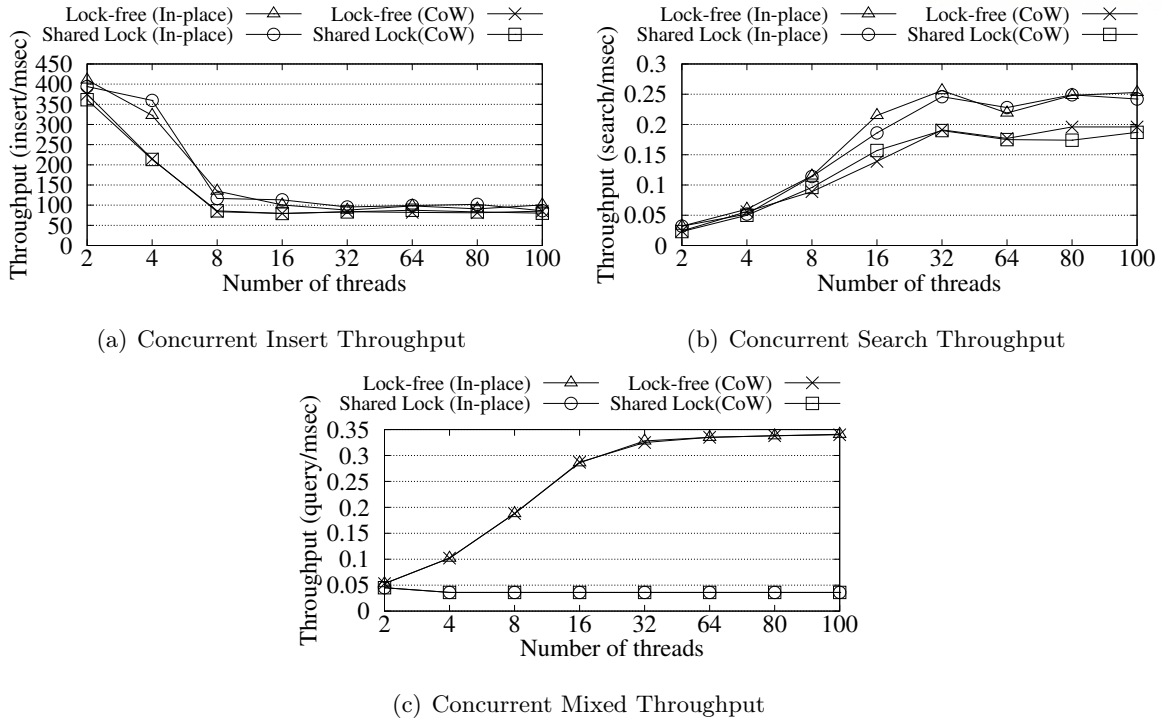 Lock-free (In-place) Lock-free (CoW)
Shared Lock (In-place) Shared Lock(CoW)
Throughput (insert/msec)
450
400
350
300
250
200
150
100
50
0
2 4 8 16 32 64 80 100
Number of threads
(a) Concurrent Insert Throughput
Lock-free (In-place) Lock-free (CoW)
Shared Lock (In-place) Shared Lock(CoW)
Throughput (search/msec)
0.3
0.25
0.2
0.15
0.1
0.05
0
2 4 8 16 32 64 80 100
Number of threads
(b) Concurrent Search Throughput
Lock-free (In-place) Lock-free (CoW)
Shared Lock (In-place) Shared Lock(CoW)
Throughput (query/msec)
0.35
0.3
0.25
0.2
0.15
0.1
0.05
0
2 4 8 16 32 64 80 100
Number of threads
(c) Concurrent Mixed Throughput